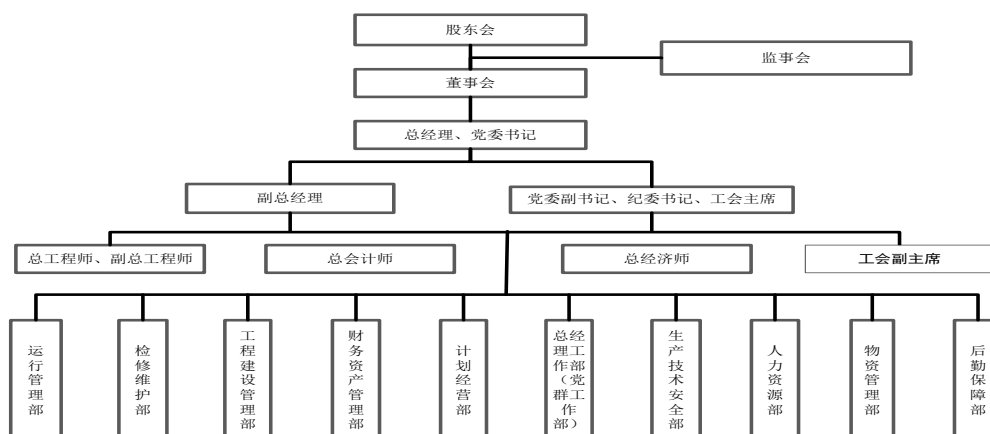 股东会
监事会
董事会
总经理、党委书记
副总经理
党委副书记、纪委书记、工会主席
总工程师、副总工程师
总会计师
总经济师
工会副主席
运行管理部
检修维护部
工程建设管理部
财务资产管理部
计划经营部
总经理工作部（党群工作部）
生产技术安全部
人力资源部
物资管理部
后勤保障部